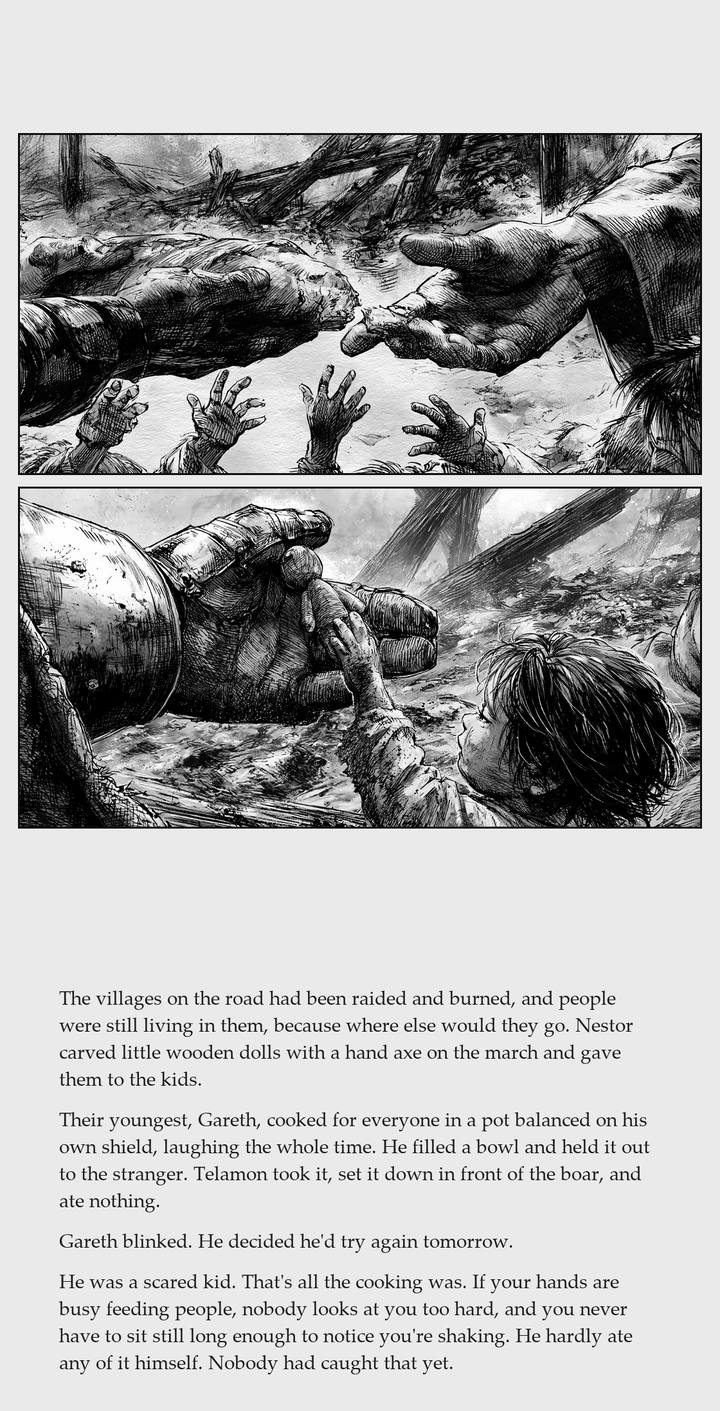 The villages on the road had been raided and burned, and people
were still living in them, because where else would they go. Nestor
carved little wooden dolls with a hand axe on the march and gave
them to the kids.
Their youngest, Gareth, cooked for everyone in a pot balanced on his
own shield, laughing the whole time. He filled a bowl and held it out
to the stranger. Telamon took it, set it down in front of the boar, and
ate nothing.
Gareth blinked. He decided he'd try again tomorrow.
He was a scared kid. That's all the cooking was. If your hands are
busy feeding people, nobody looks at you too hard, and you never
have to sit still long enough to notice you're shaking. He hardly ate
any of it himself. Nobody had caught that yet.